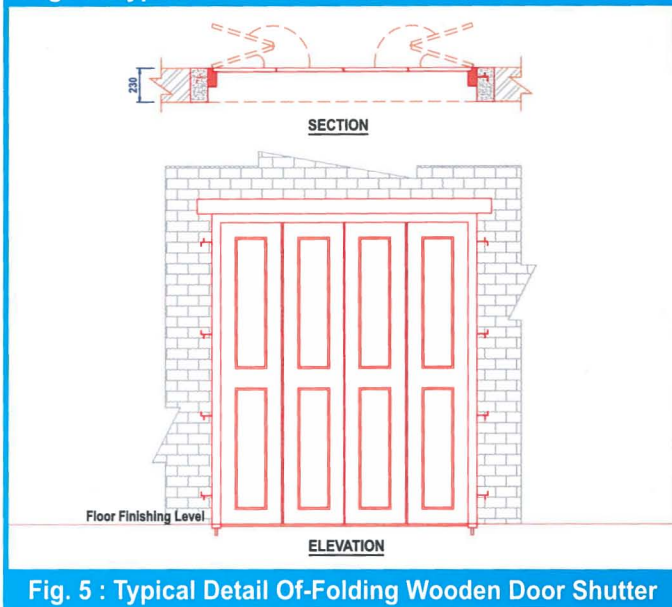 230
SECTION
Floor Finishing Level
ELEVATION
Fig. 5 : Typical Detail Of-Folding Wooden Door Shutter